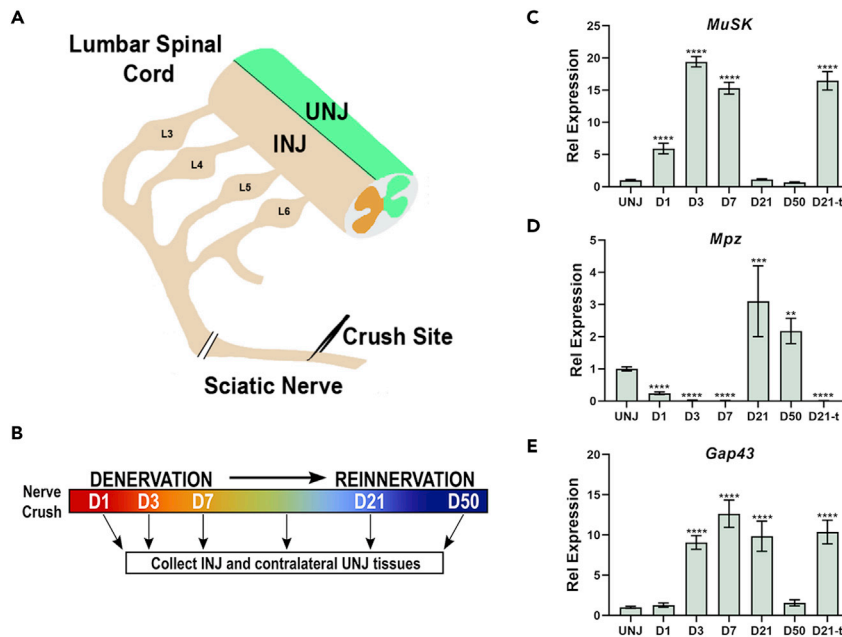 A
Lumbar Spinal
Cord
UNJ
INJ
L3
L4
L5
L6
Crush Site
Sciatic Nerve
B
DENERVATION REINNERVATION
Nerve
Crush
D1 D3 D7 D21 D50
Collect INJ and contralateral UNJ tissues
C
MuSK
Rel Expression
25
20
15
10
5
0
**** **** **** ****
UNJ D1 D3 D7 D21 D50 D21-t
D
Mpz
Rel Expression
5
4
3
2
1
0
**** **** **** *** ** ****
UNJ D1 D3 D7 D21 D50 D21-t
E
Gap43
Rel Expression
20
15
10
5
0
**** **** **** ****
UNJ D1 D3 D7 D21 D50 D21-t